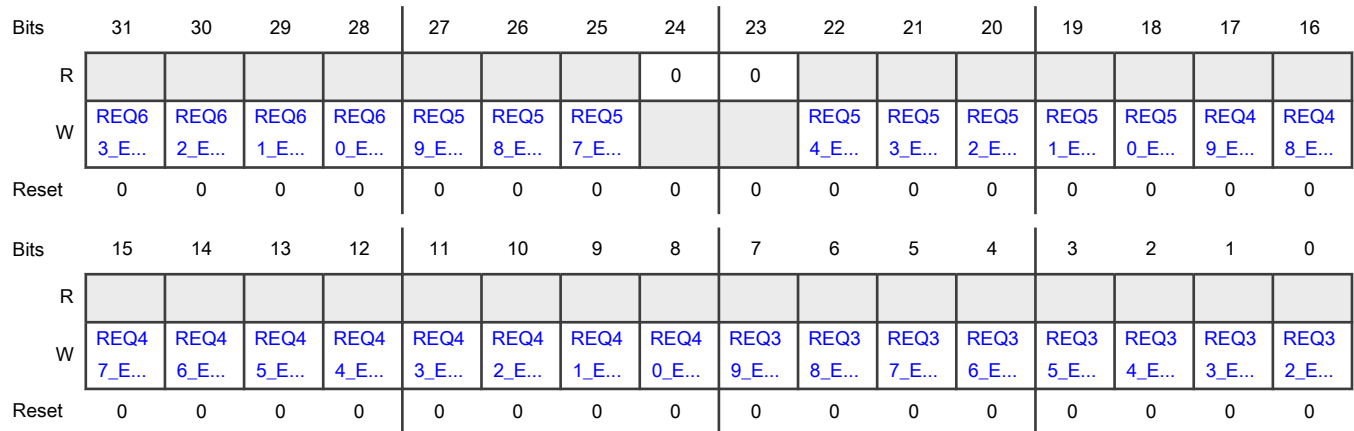 Bits 31 30 29 28 27 26 25 24 23 22 21 20 19 18 17 16
R 0 0
W REQ6 REQ6 REQ6 REQ6 REQ5 REQ5 REQ5 REQ5 REQ5 REQ5 REQ5 REQ5 REQ4 REQ4
3_E... 2_E... 1_E... 0_E... 9_E... 8_E... 7_E... 4_E... 3_E... 2_E... 1_E... 0_E... 9_E... 8_E...
Reset 0 0 0 0 0 0 0 0 0 0 0 0 0 0 0 0
Bits 15 14 13 12 11 10 9 8 7 6 5 4 3 2 1 0
R
W REQ4 REQ4 REQ4 REQ4 REQ4 REQ4 REQ4 REQ4 REQ3 REQ3 REQ3 REQ3 REQ3 REQ3 REQ3 REQ3
7_E... 6_E... 5_E... 4_E... 3_E... 2_E... 1_E... 0_E... 9_E... 8_E... 7_E... 6_E... 5_E... 4_E... 3_E... 2_E...
Reset 0 0 0 0 0 0 0 0 0 0 0 0 0 0 0 0